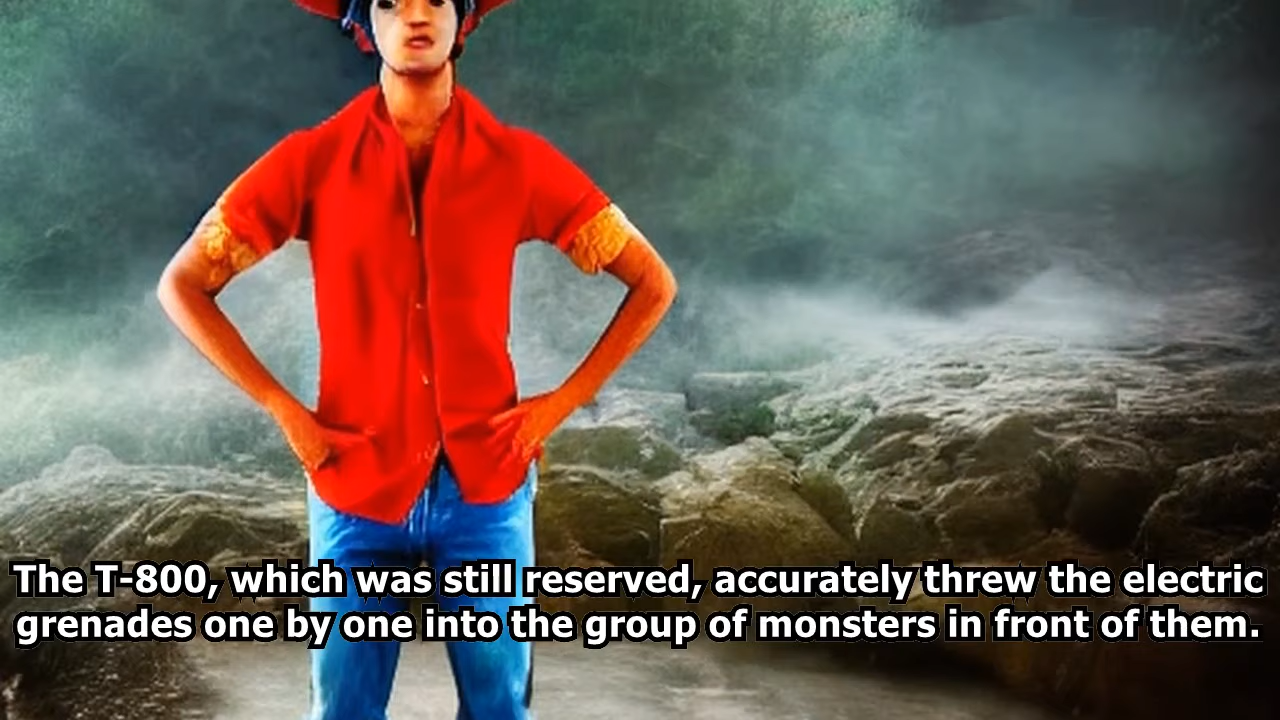 The T-800, which was still reserved, accurately threw the electric
grenades one by one into the group of monsters in front of them.